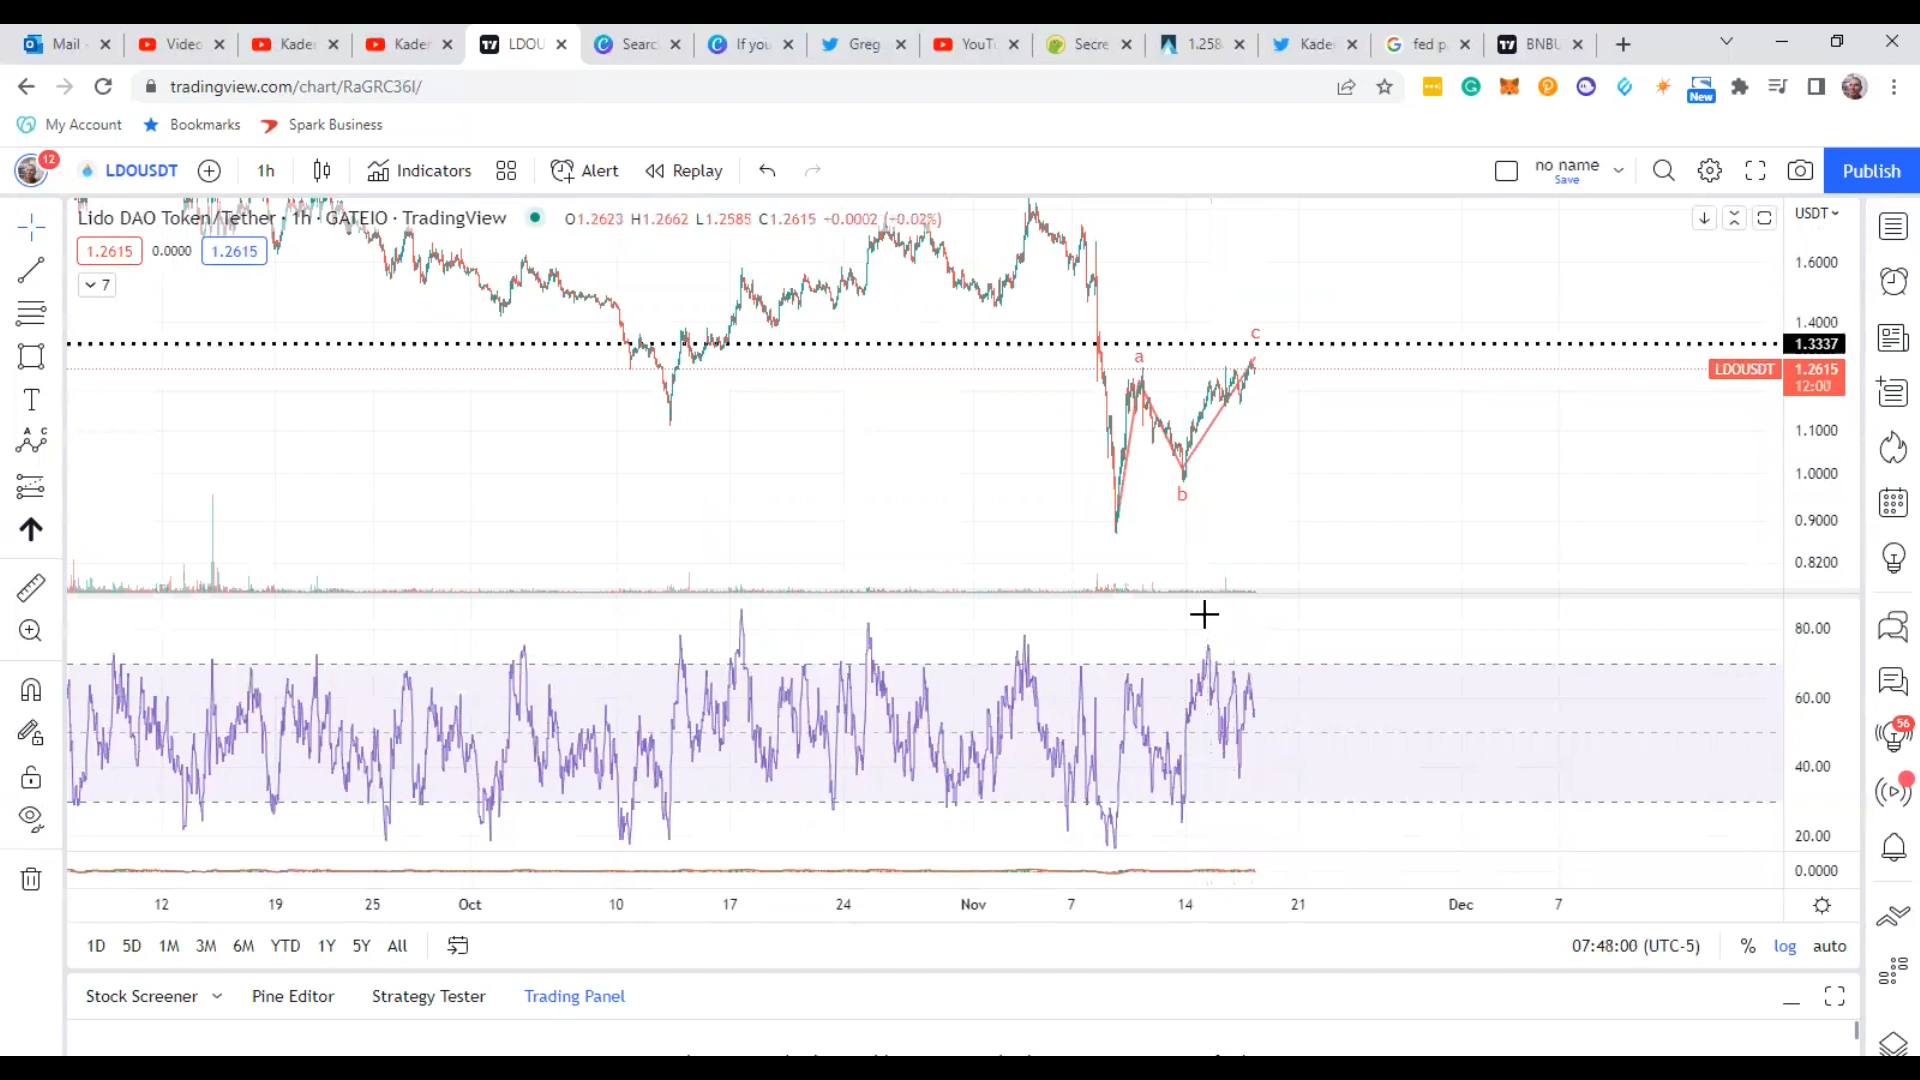 Mail
Video
Kader
Kader
LDOU
Searc
If you
Greg
YouTu
Secre
1.258
Kade
fed p
BNBU
tradingview.com/chart/RaGRC36I/
New
My Account
Bookmarks
Spark Business
12
LDOUSDT
1h
Indicators
Alert
Replay
no name
Save
Publish
Lido DAO Token/Tether · 1h · GATEIO · TradingView
O1.2623 H1.2662 L1.2585 C1.2615 +0.0002 (+0.02%)
USDT
1.2615
0.0000
1.2615
7
1.6000
1.4000
1.3337
LDOUSDT
1.2615
12:00
1.1000
1.0000
0.9000
0.8200
a
b
c
80.00
60.00
40.00
20.00
0.0000
56
12
19
25
Oct
10
17
24
Nov
7
14
21
Dec
7
1D
5D
1M
3M
6M
YTD
1Y
5Y
All
07:48:00 (UTC-5)
%
log
auto
Stock Screener
Pine Editor
Strategy Tester
Trading Panel